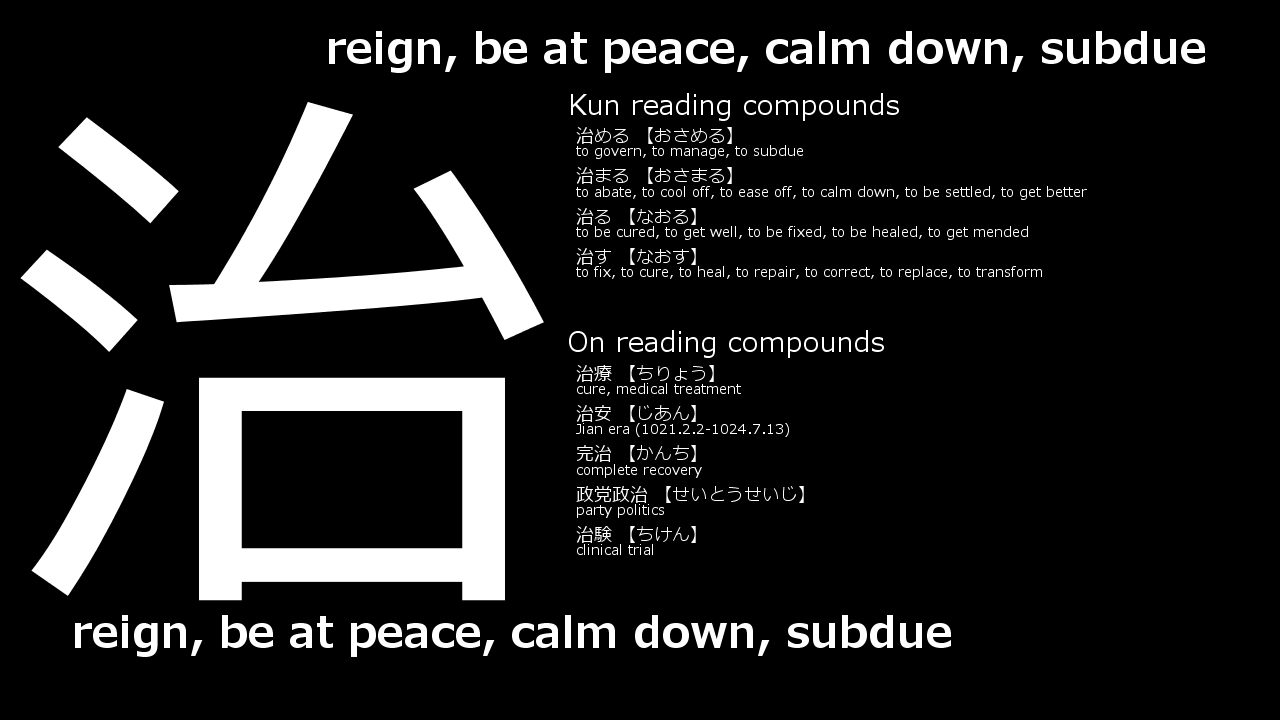 reign, be at peace, calm down, subdue
治
Kun reading compounds
治める 【おさめる】
to govern, to manage, to subdue
治まる 【おさまる】
to abate, to cool off, to ease off, to calm down, to be settled, to get better
治る 【なおる】
to be cured, to get well, to be fixed, to be healed, to get mended
治す 【なおす】
to fix, to cure, to heal, to repair, to correct, to replace, to transform
On reading compounds
治療 【ちりょう】
cure, medical treatment
治安 【じあん】
Jian era (1021.2.2-1024.7.13)
完治 【かんち】
complete recovery
政党政治 【せいとうせいじ】
party politics
治験 【ちけん】
clinical trial
reign, be at peace, calm down, subdue